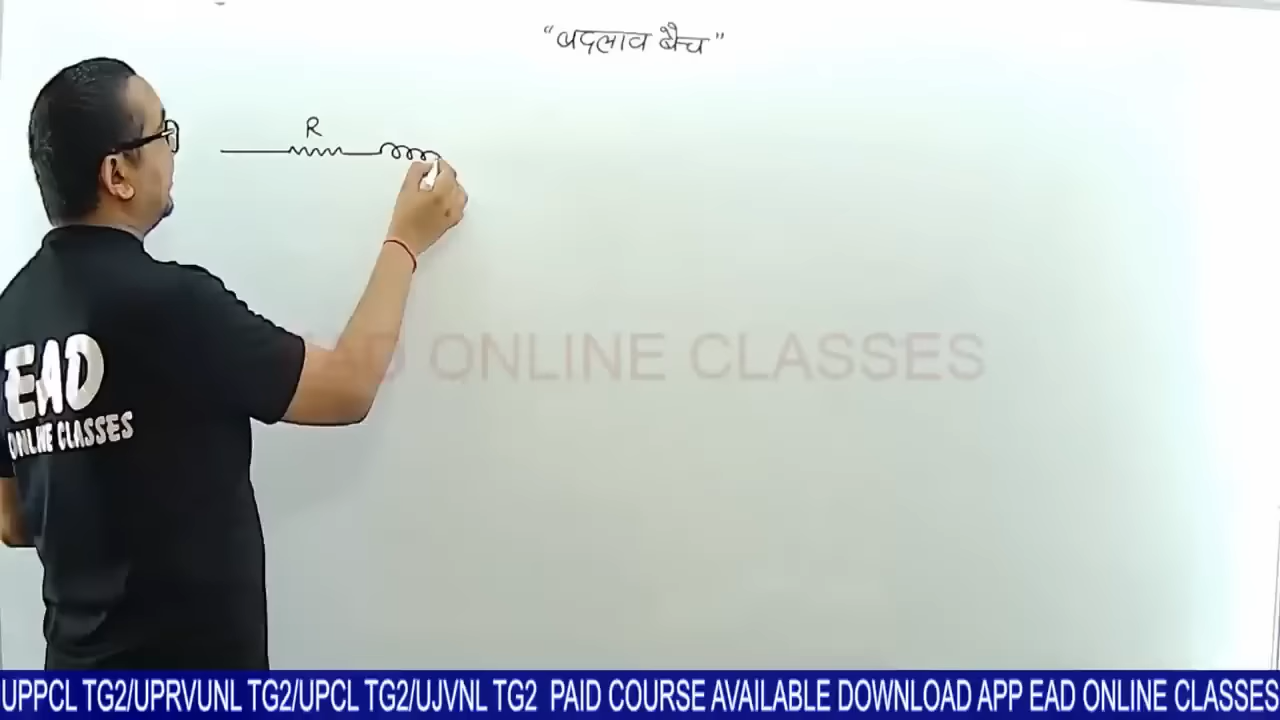 “बदलाव बैच”
R
EAD ONLINE CLASSES
EAD
ONLINE CLASSES
UPPCL TG2/UPRVUNL TG2/UPCL TG2/UJVNL TG2 PAID COURSE AVAILABLE DOWNLOAD APP EAD ONLINE CLASSES